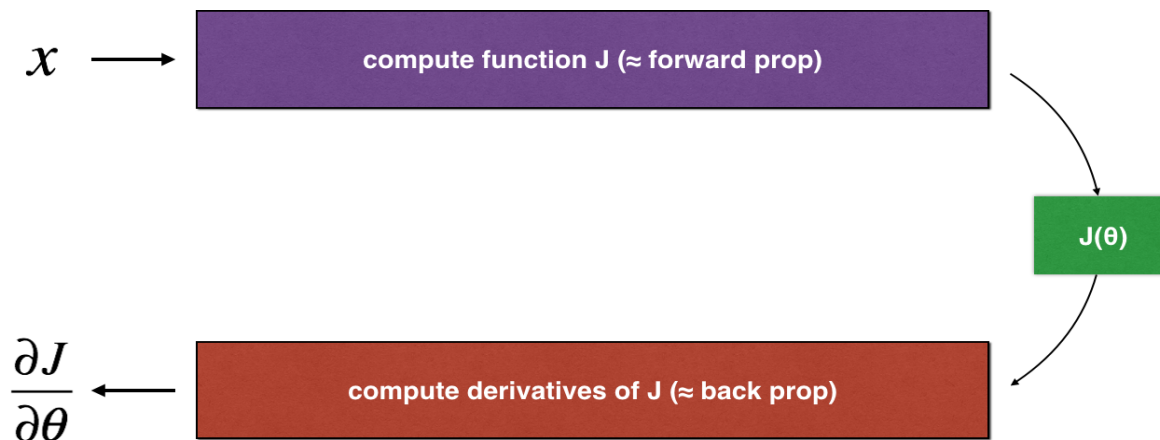 x
compute function J (≈ forward prop)
J(θ)
∂J
∂θ
compute derivatives of J (≈ back prop)